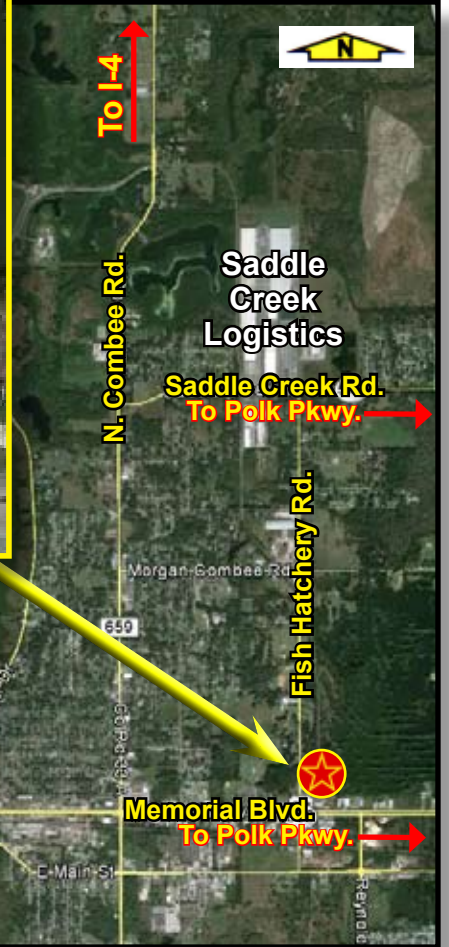 N
To I-4
N. Combee Rd.
Saddle
Creek
Logistics
Saddle Creek Rd.
To Polk Pkwy.
Fish Hatchery Rd.
Morgan Combee Rd
659
Memorial Blvd.
To Polk Pkwy.
E Main St
Reynold